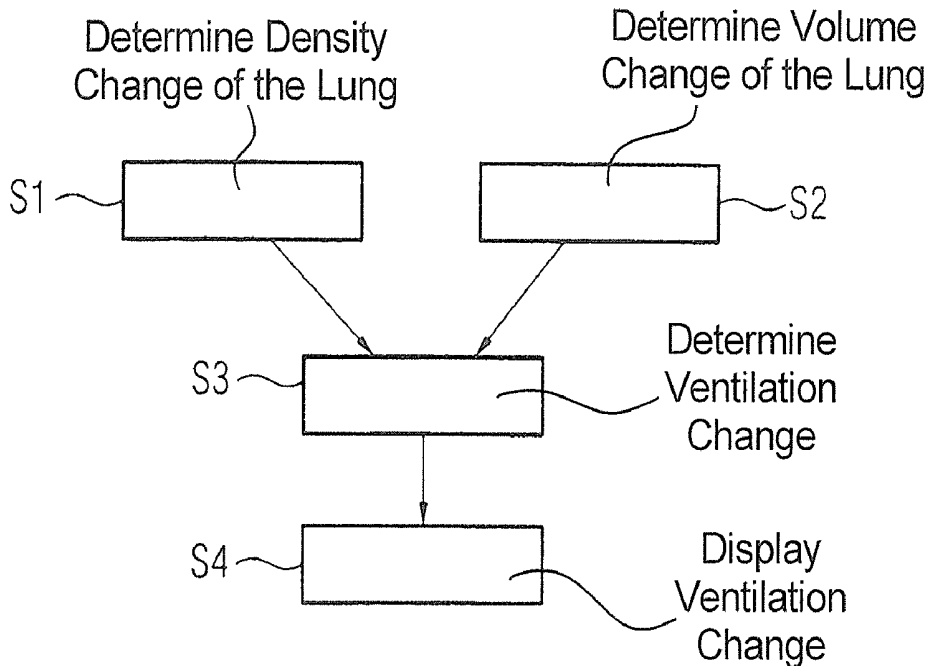 Determine Density
Change of the Lung
Determine Volume
Change of the Lung
S1
S2
S3
Determine
Ventilation
Change
S4
Display
Ventilation
Change